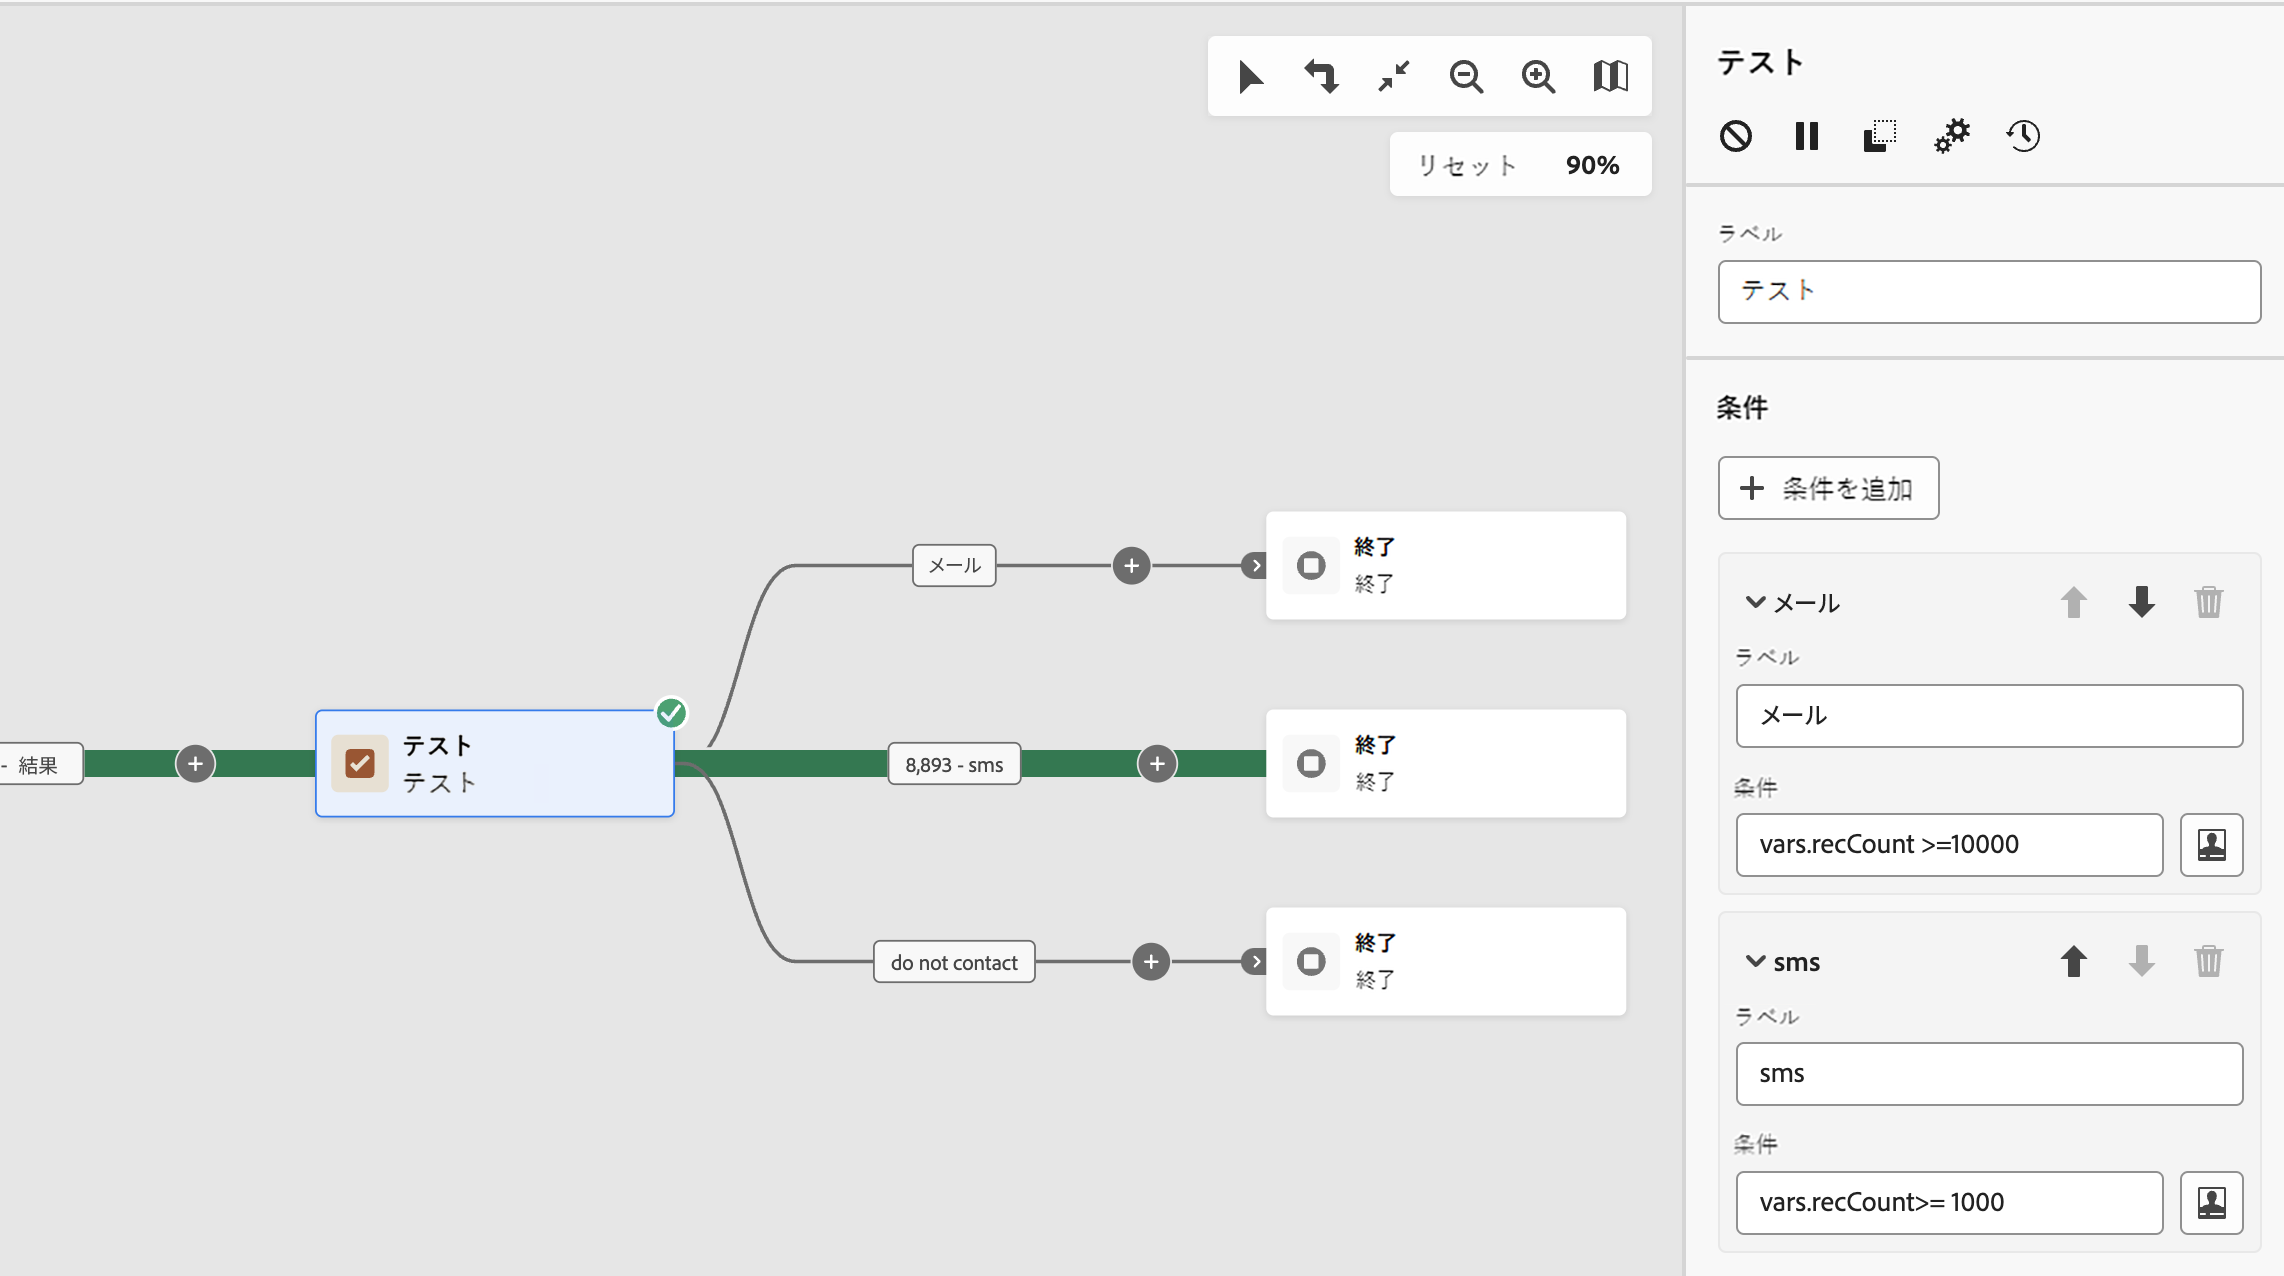 リセット 90%
- 結果
テスト
テスト
メール
8,893 - sms
do not contact
終了
終了
終了
終了
終了
終了
テスト
ラベル
テスト
条件
条件を追加
メール
ラベル
メール
条件
vars.recCount >=10000
sms
ラベル
sms
条件
vars.recCount>= 1000